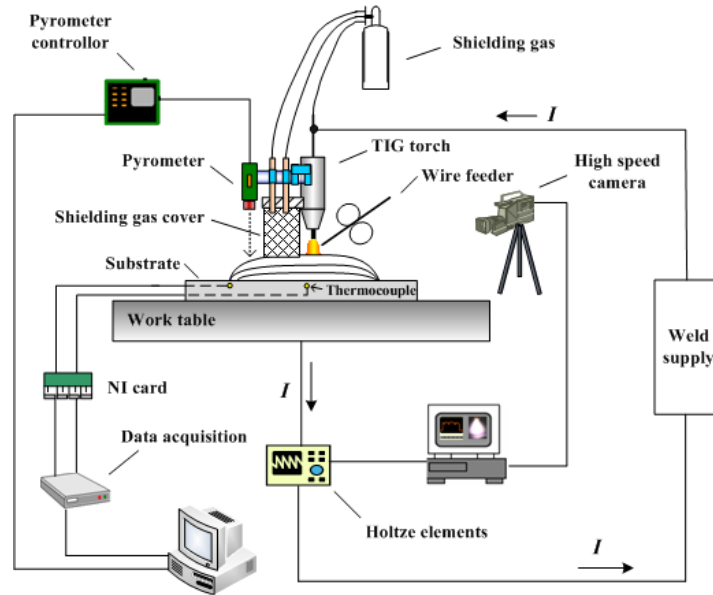 Pyrometer
controllor
Shielding gas
I
TIG torch
Pyrometer
Wire feeder
High speed
camera
Shielding gas cover
Substrate
Thermocouple
Work table
Weld
supply
NI card
I
Data acquisition
Holtze elements
I